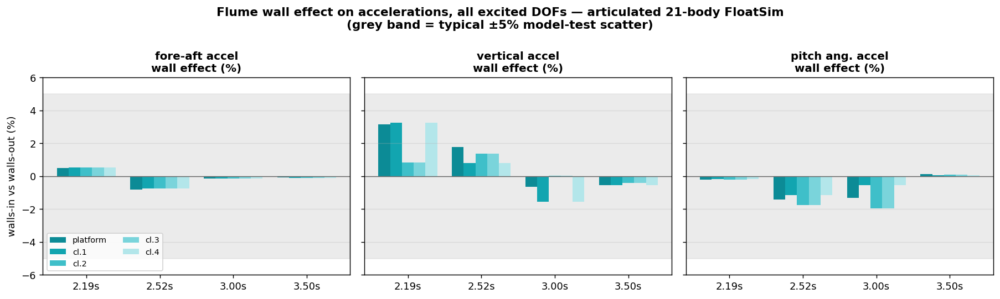 Flume wall effect on accelerations, all excited DOFs — articulated 21-body FloatSim
(grey band = typical ±5% model-test scatter)
fore-aft accel
wall effect (%)
vertical accel
wall effect (%)
pitch ang. accel
wall effect (%)
walls-in vs walls-out (%)
6
4
2
0
−2
−4
−6
platform
cl.1
cl.2
cl.3
cl.4
2.19s 2.52s 3.00s 3.50s
2.19s 2.52s 3.00s 3.50s
2.19s 2.52s 3.00s 3.50s